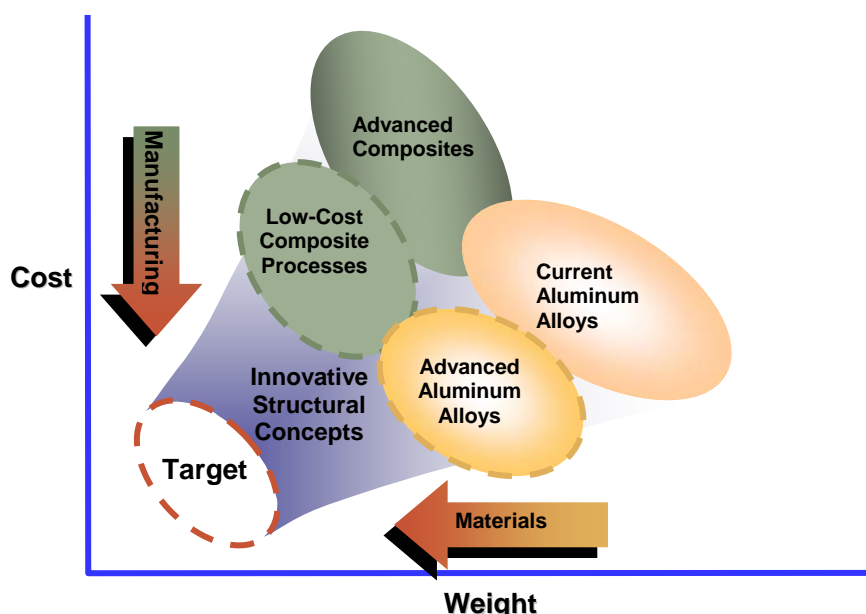 Manufacturing
Advanced
Composites
Low-Cost
Composite
Processes
Cost
Current
Aluminum
Alloys
Innovative
Structural
Concepts
Advanced
Aluminum
Alloys
Target
Materials
Weight